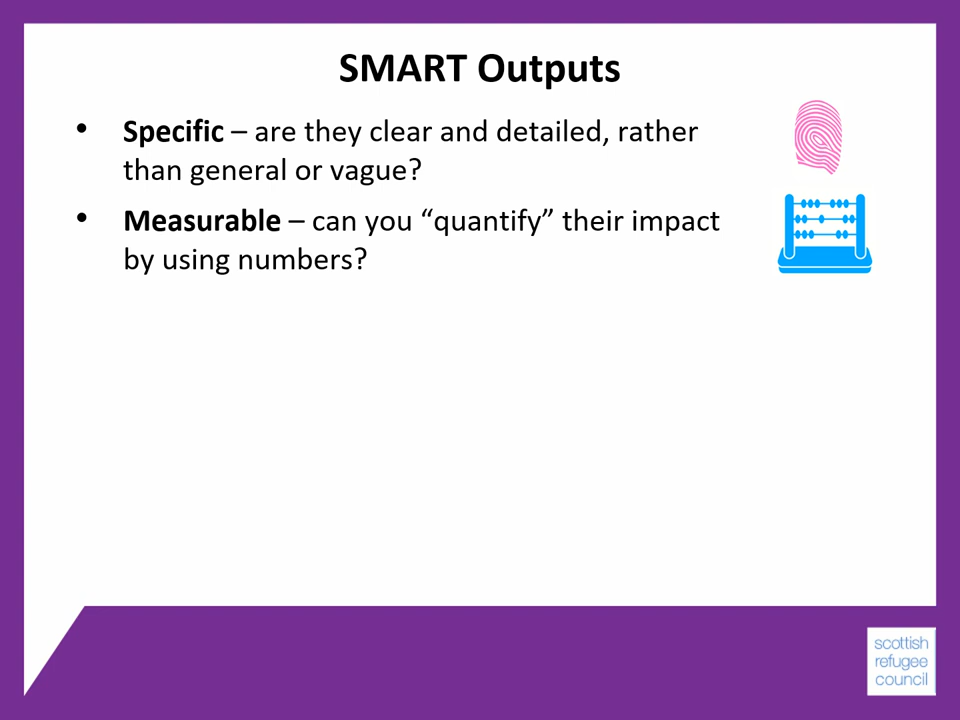 SMART Outputs
• Specific – are they clear and detailed, rather
than general or vague?
• Measurable – can you “quantify” their impact
by using numbers?
scottish
refugee
council